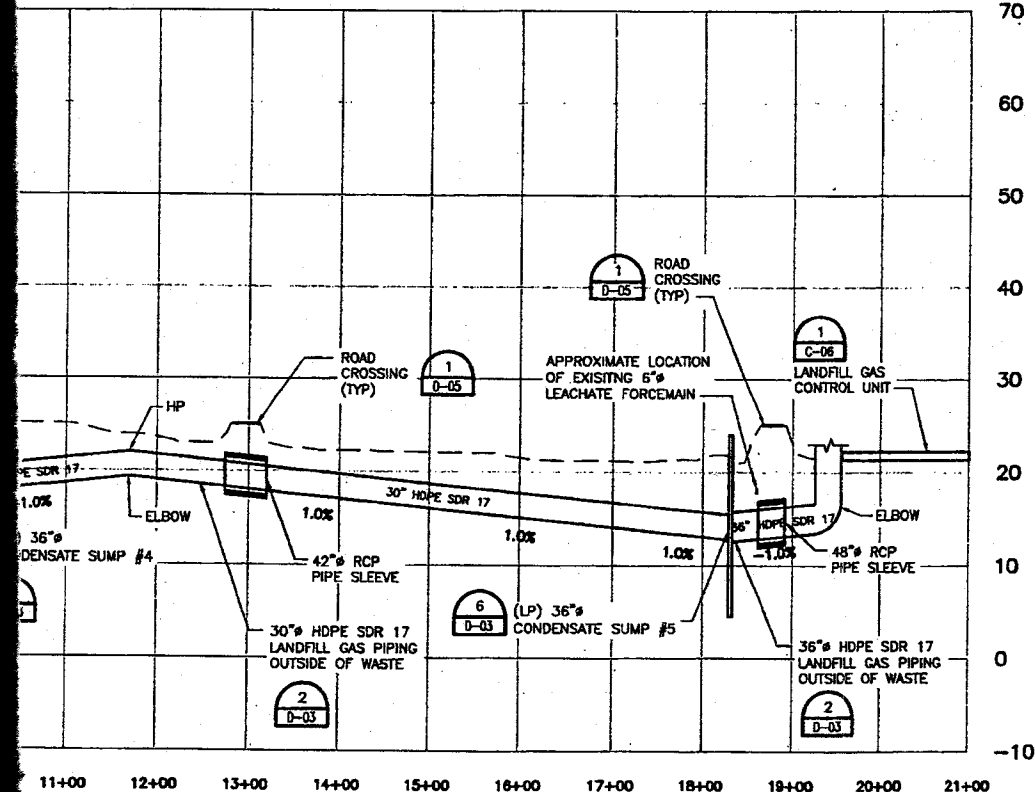 70
60
50
40
30
20
10
0
-10
1
D-05
ROAD
CROSSING
(TYP)
1
C-06
LANDFILL GAS
CONTROL UNIT
ROAD
CROSSING
(TYP)
1
D-05
APPROXIMATE LOCATION
OF EXISITNG 6"ø
LEACHATE FORCEMAIN
HP
SDR 17
-1.0%
ELBOW
36"ø
DENSATE SUMP #4
1.0%
42"ø RCP
PIPE SLEEVE
30" HDPE SDR 17
1.0%
1.0%
36" HDPE SDR 17
-1.0%
ELBOW
48"ø RCP
PIPE SLEEVE
6
D-03
(LP) 36"ø
CONDENSATE SUMP #5
30"ø HDPE SDR 17
LANDFILL GAS PIPING
OUTSIDE OF WASTE
2
D-03
36"ø HDPE SDR 17
LANDFILL GAS PIPING
OUTSIDE OF WASTE
2
D-03
11+00 12+00 13+00 14+00 15+00 16+00 17+00 18+00 19+00 20+00 21+00